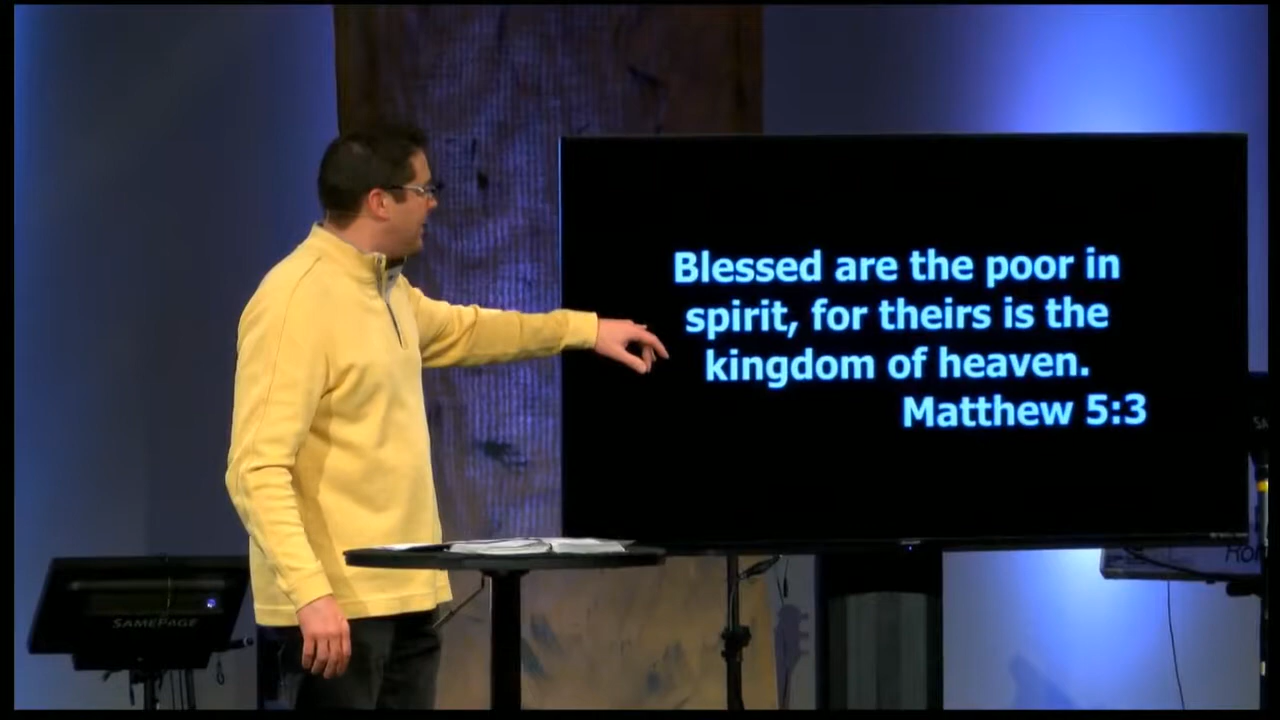 Blessed are the poor in
spirit, for theirs is the
kingdom of heaven.
Matthew 5:3
SAMEPAGE